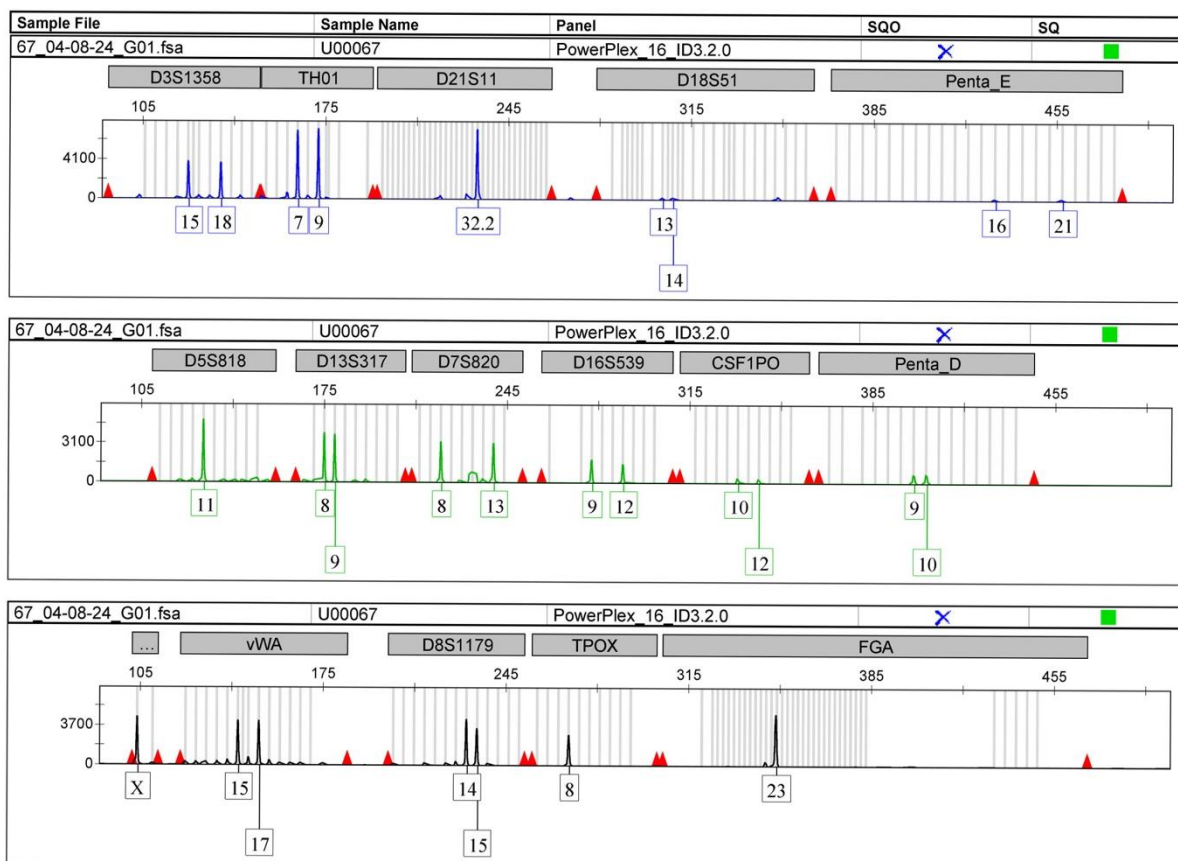 Sample File Sample Name Panel SQO SQ
67_04-08-24_G01.fsa U00067 PowerPlex_16_ID3.2.0
D3S1358 TH01 D21S11 D18S51 Penta_E
105 175 245 315 385 455
4100
0
15 18 7 9 32.2 13 16 21
14
67_04-08-24_G01.fsa U00067 PowerPlex_16_ID3.2.0
D5S818 D13S317 D7S820 D16S539 CSF1PO Penta_D
105 175 245 315 385 455
3100
0
11 8 8 13 9 12 10 9
9 12 10
67_04-08-24_G01.fsa U00067 PowerPlex_16_ID3.2.0
... vWA D8S1179 TPOX FGA
105 175 245 315 385 455
3700
0
X 15 14 8 23
17 15